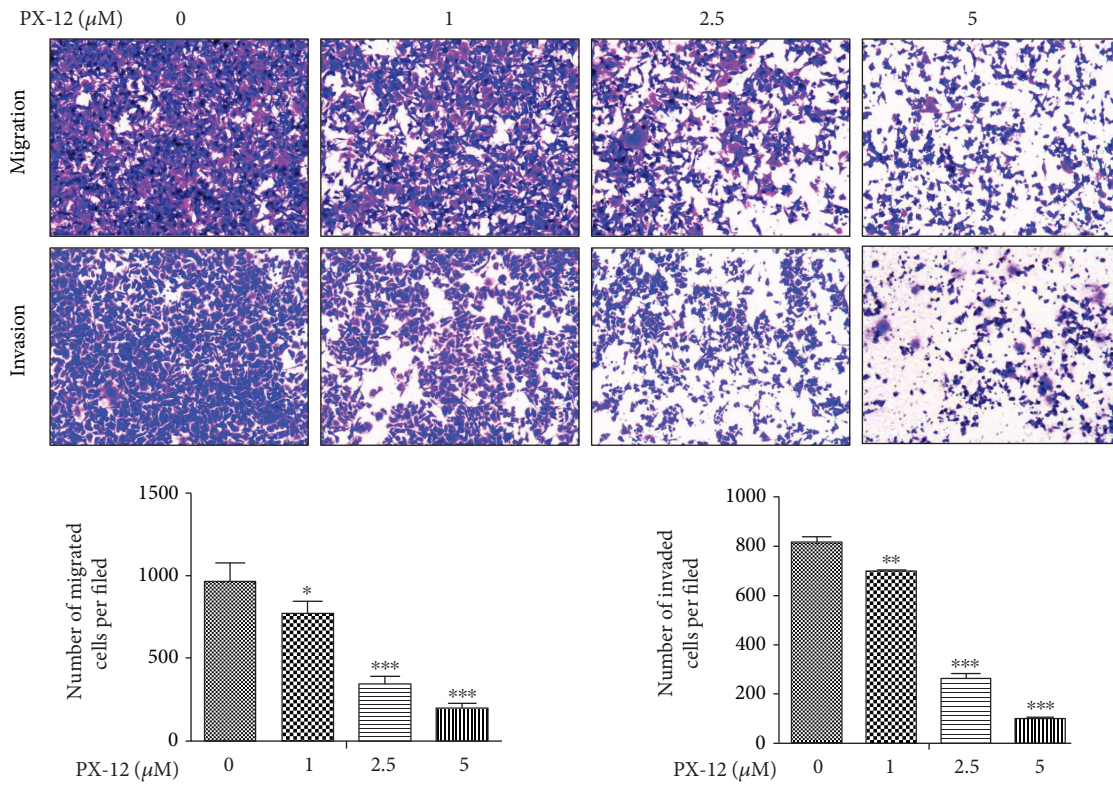 PX-12 (μM) 0 1 2.5 5
Migration
Invasion
Number of migrated
cells per filed
1500
1000
500
0
*
***
***
PX-12 (μM) 0 1 2.5 5
Number of invaded
cells per filed
1000
800
600
400
200
0
**
***
***
PX-12 (μM) 0 1 2.5 5